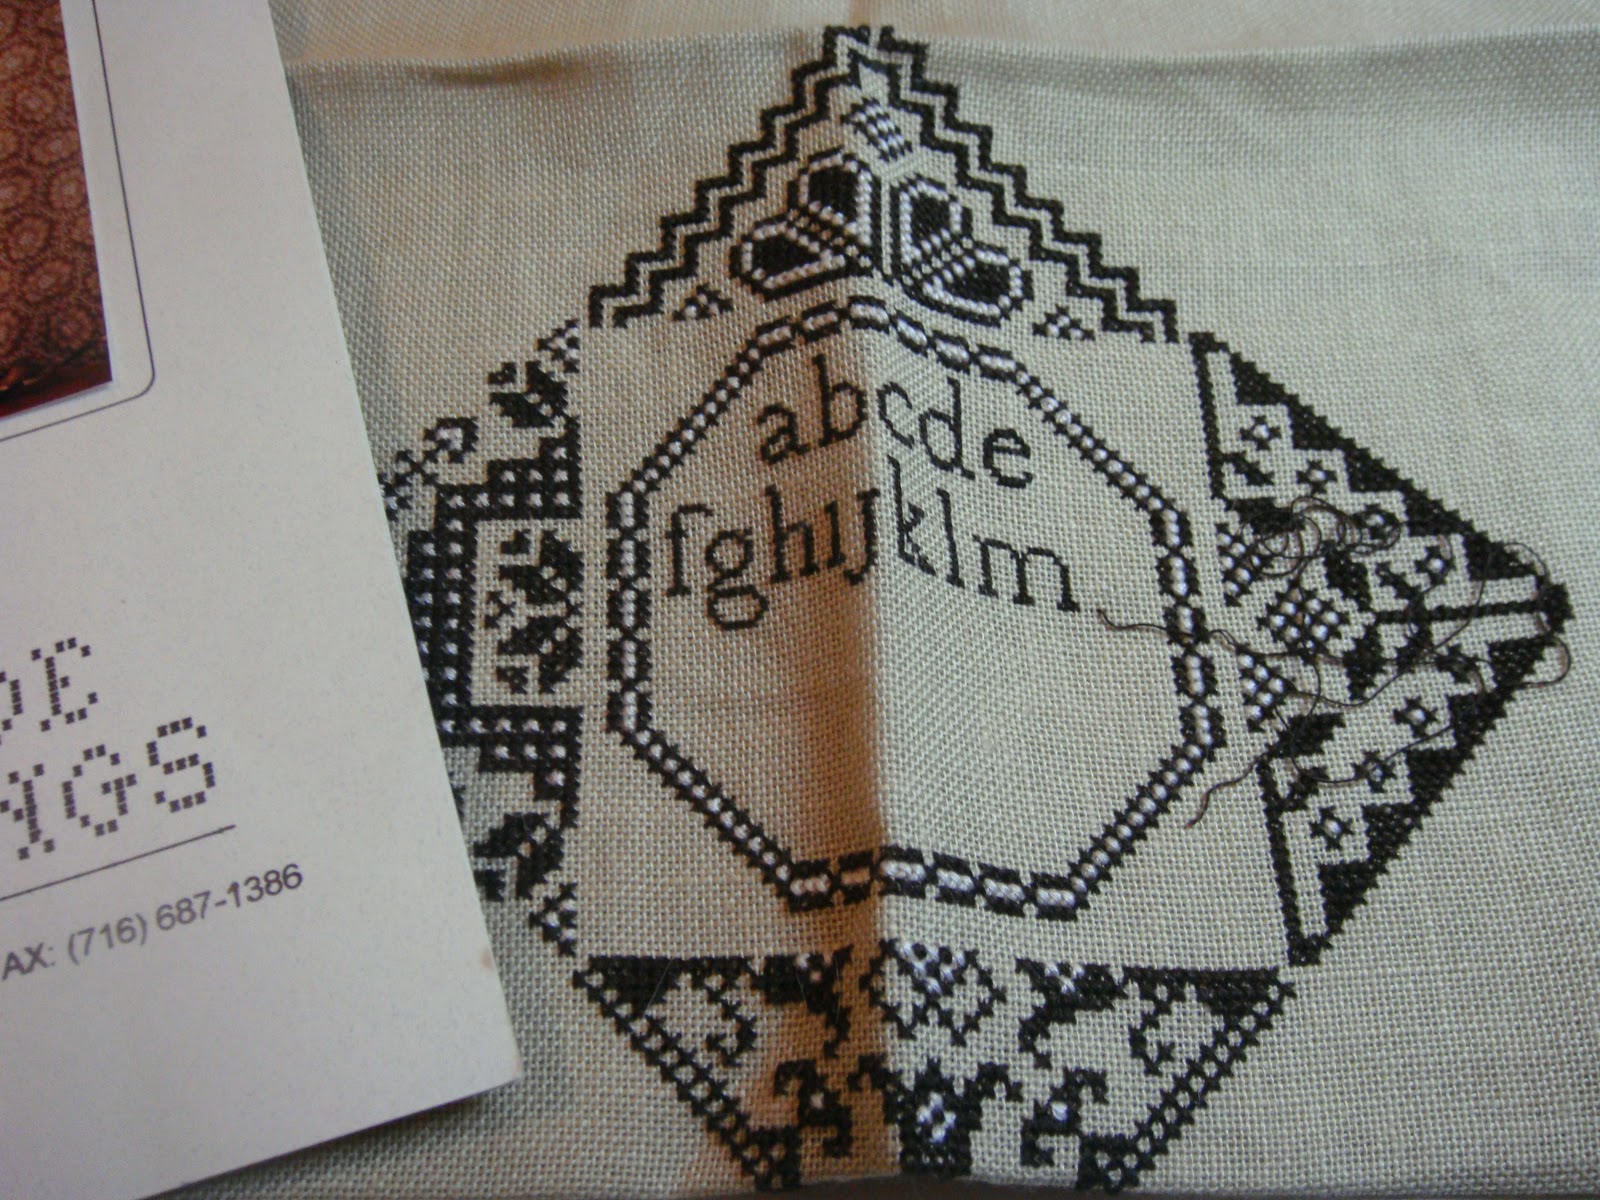 abcde
fghijklm
AX: (716) 687-1386